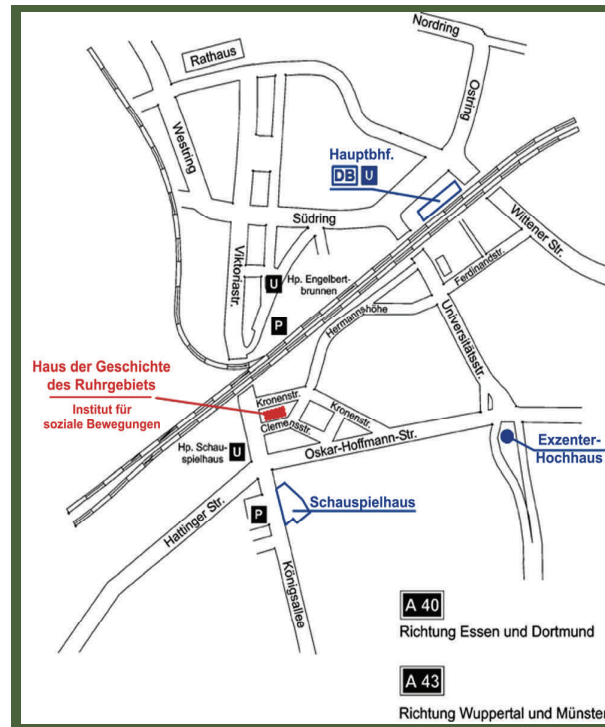 Nordring
Rathaus
Ostring
Westring
Hauptbhf.
DB U
Südring
Wittener Str.
Viktoriastr.
U
Hp. Engelbert-
brunnen
Ferdinandstr.
P
Hermannshöhe
Universitätsstr.
Haus der Geschichte
des Ruhrgebiets
Institut für
soziale Bewegungen
Kronenstr.
Clemensstr.
Kronenstr.
Hp. Schau-
spielhaus
U
Oskar-Hoffmann-Str.
Exzenter-
Hochhaus
Hattinger Str.
P
Schauspielhaus
Königsallee
A 40
Richtung Essen und Dortmund
A 43
Richtung Wuppertal und Münster